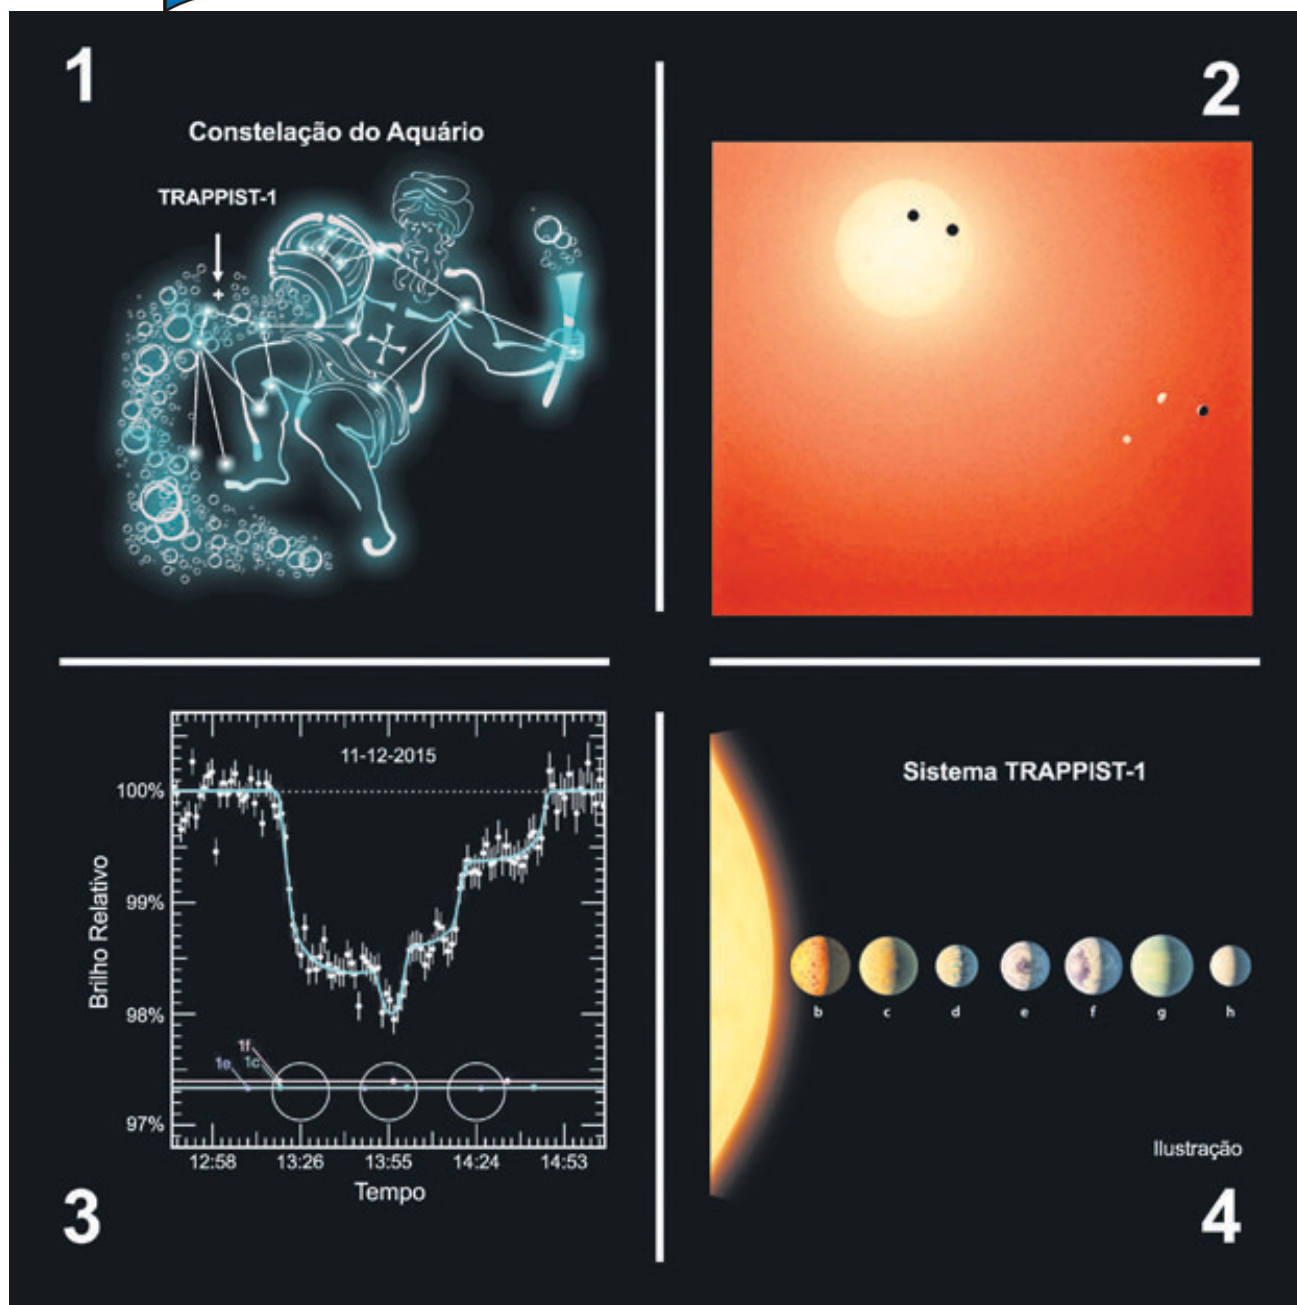 1
Constelação do Aquário
TRAPPIST-1
2
11-12-2015
100%
99%
98%
97%
Brilho Relativo
1f
1e
1c
12:58
13:26
13:55
14:24
14:53
Tempo
3
Sistema TRAPPIST-1
b
c
d
e
f
g
h
Ilustração
4